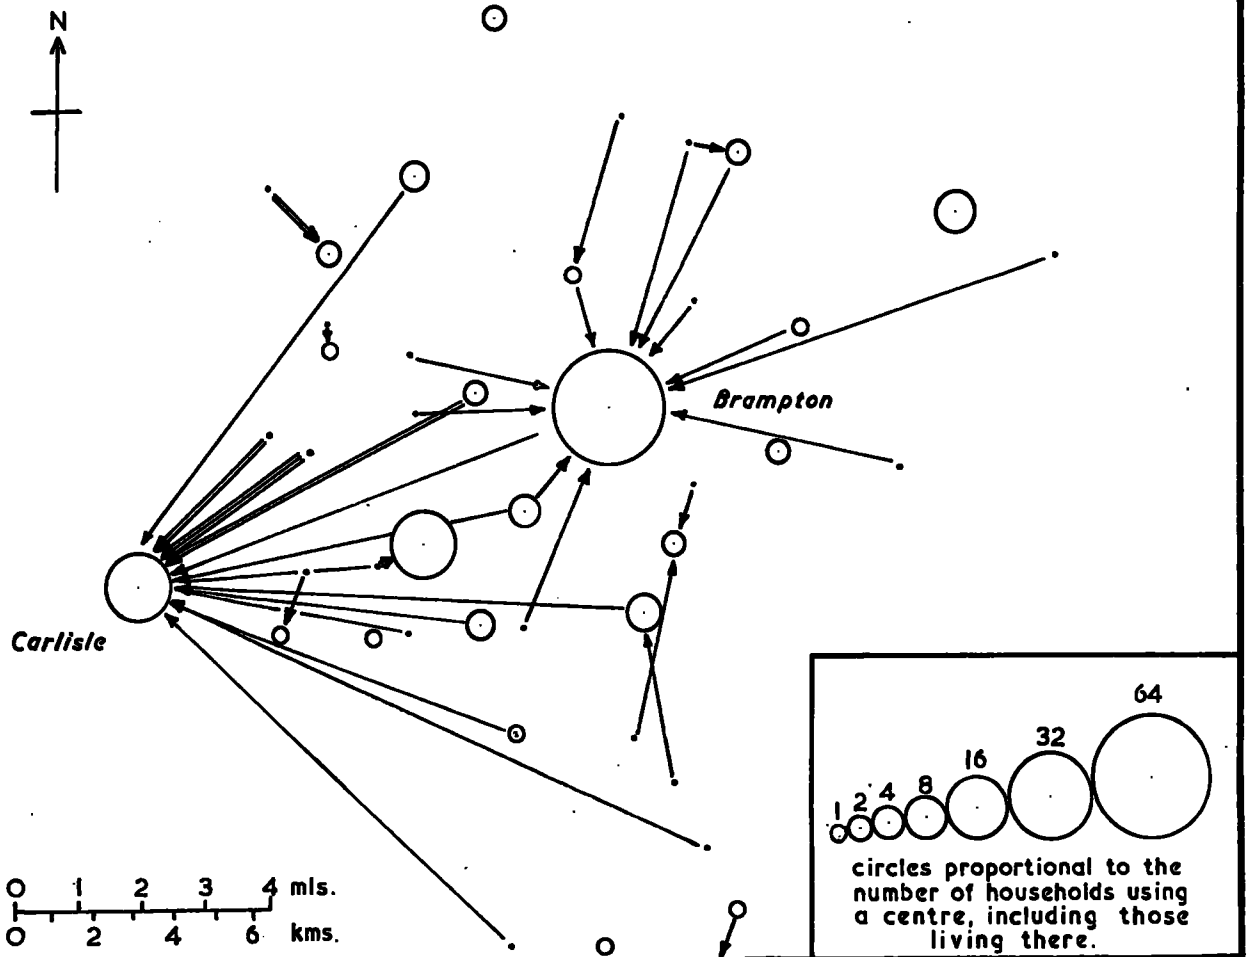 N
Brampton
Carlisle
64
32
16
8
4
2
1
circles proportional to the
number of households using
a centre, including those
living there.
0 1 2 3 4 mls.
0 2 4 6 kms.